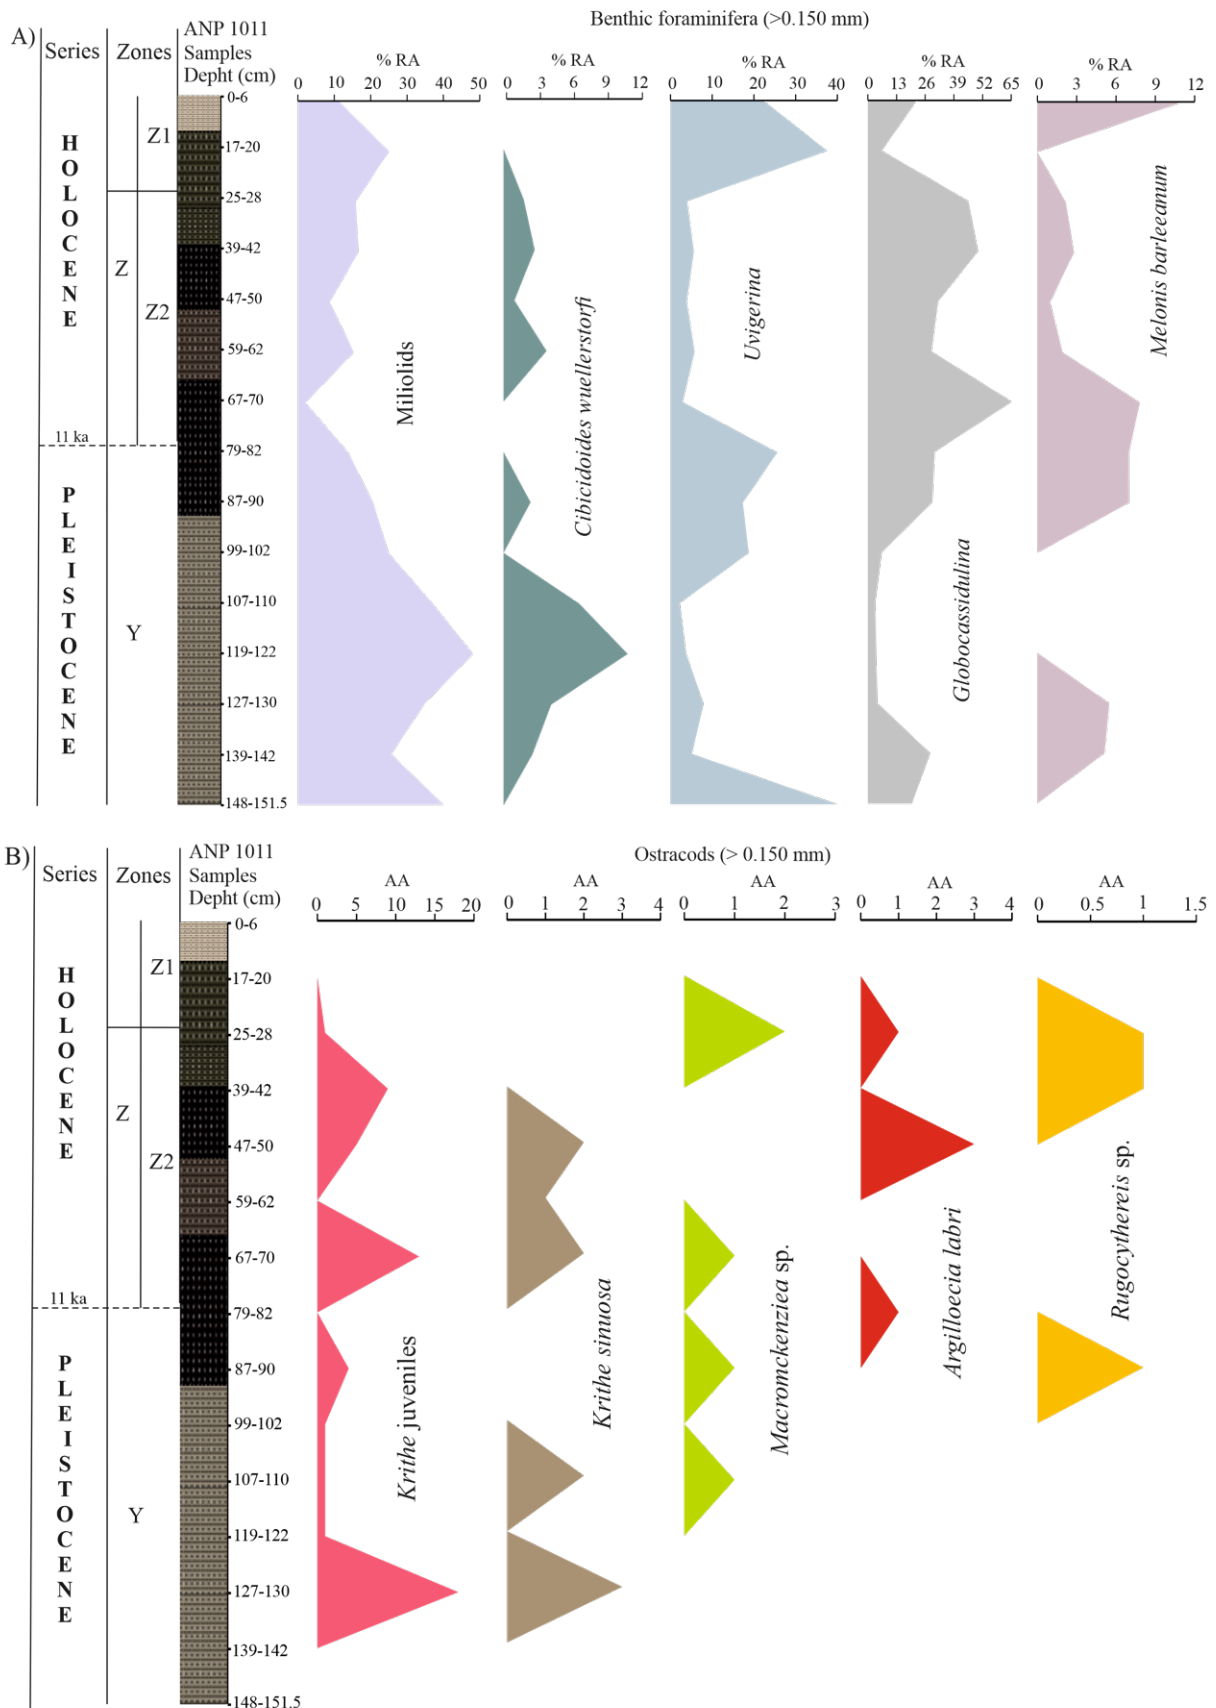 A)
Benthic foraminifera (>0.150 mm)
Series
Zones
ANP 1011
Samples
Depht (cm)
% RA
0 10 20 30 40 50
% RA
0 3 6 9 12
% RA
0 10 20 30 40
% RA
0 13 26 39 52 65
% RA
0 3 6 9 12
HOLOCENE
PLEISTOCENE
11 ka
Z
Z1
Z2
Y
0-6
17-20
25-28
39-42
47-50
59-62
67-70
79-82
87-90
99-102
107-110
119-122
127-130
139-142
148-151.5
Miliolids
Cibicidoides wuellerstorfi
Uvigerina
Globocassidulina
Melonis barleeanum
B)
Ostracods (> 0.150 mm)
Series
Zones
ANP 1011
Samples
Depht (cm)
AA
0 5 10 15 20
AA
0 1 2 3 4
AA
0 1 2 3
AA
0 1 2 3 4
AA
0 0.5 1 1.5
HOLOCENE
PLEISTOCENE
11 ka
Z
Z1
Z2
Y
0-6
17-20
25-28
39-42
47-50
59-62
67-70
79-82
87-90
99-102
107-110
119-122
127-130
139-142
148-151.5
Krithe juveniles
Krithe sinuosa
Macromckenziea sp.
Argilloecia labri
Rugocythereis sp.